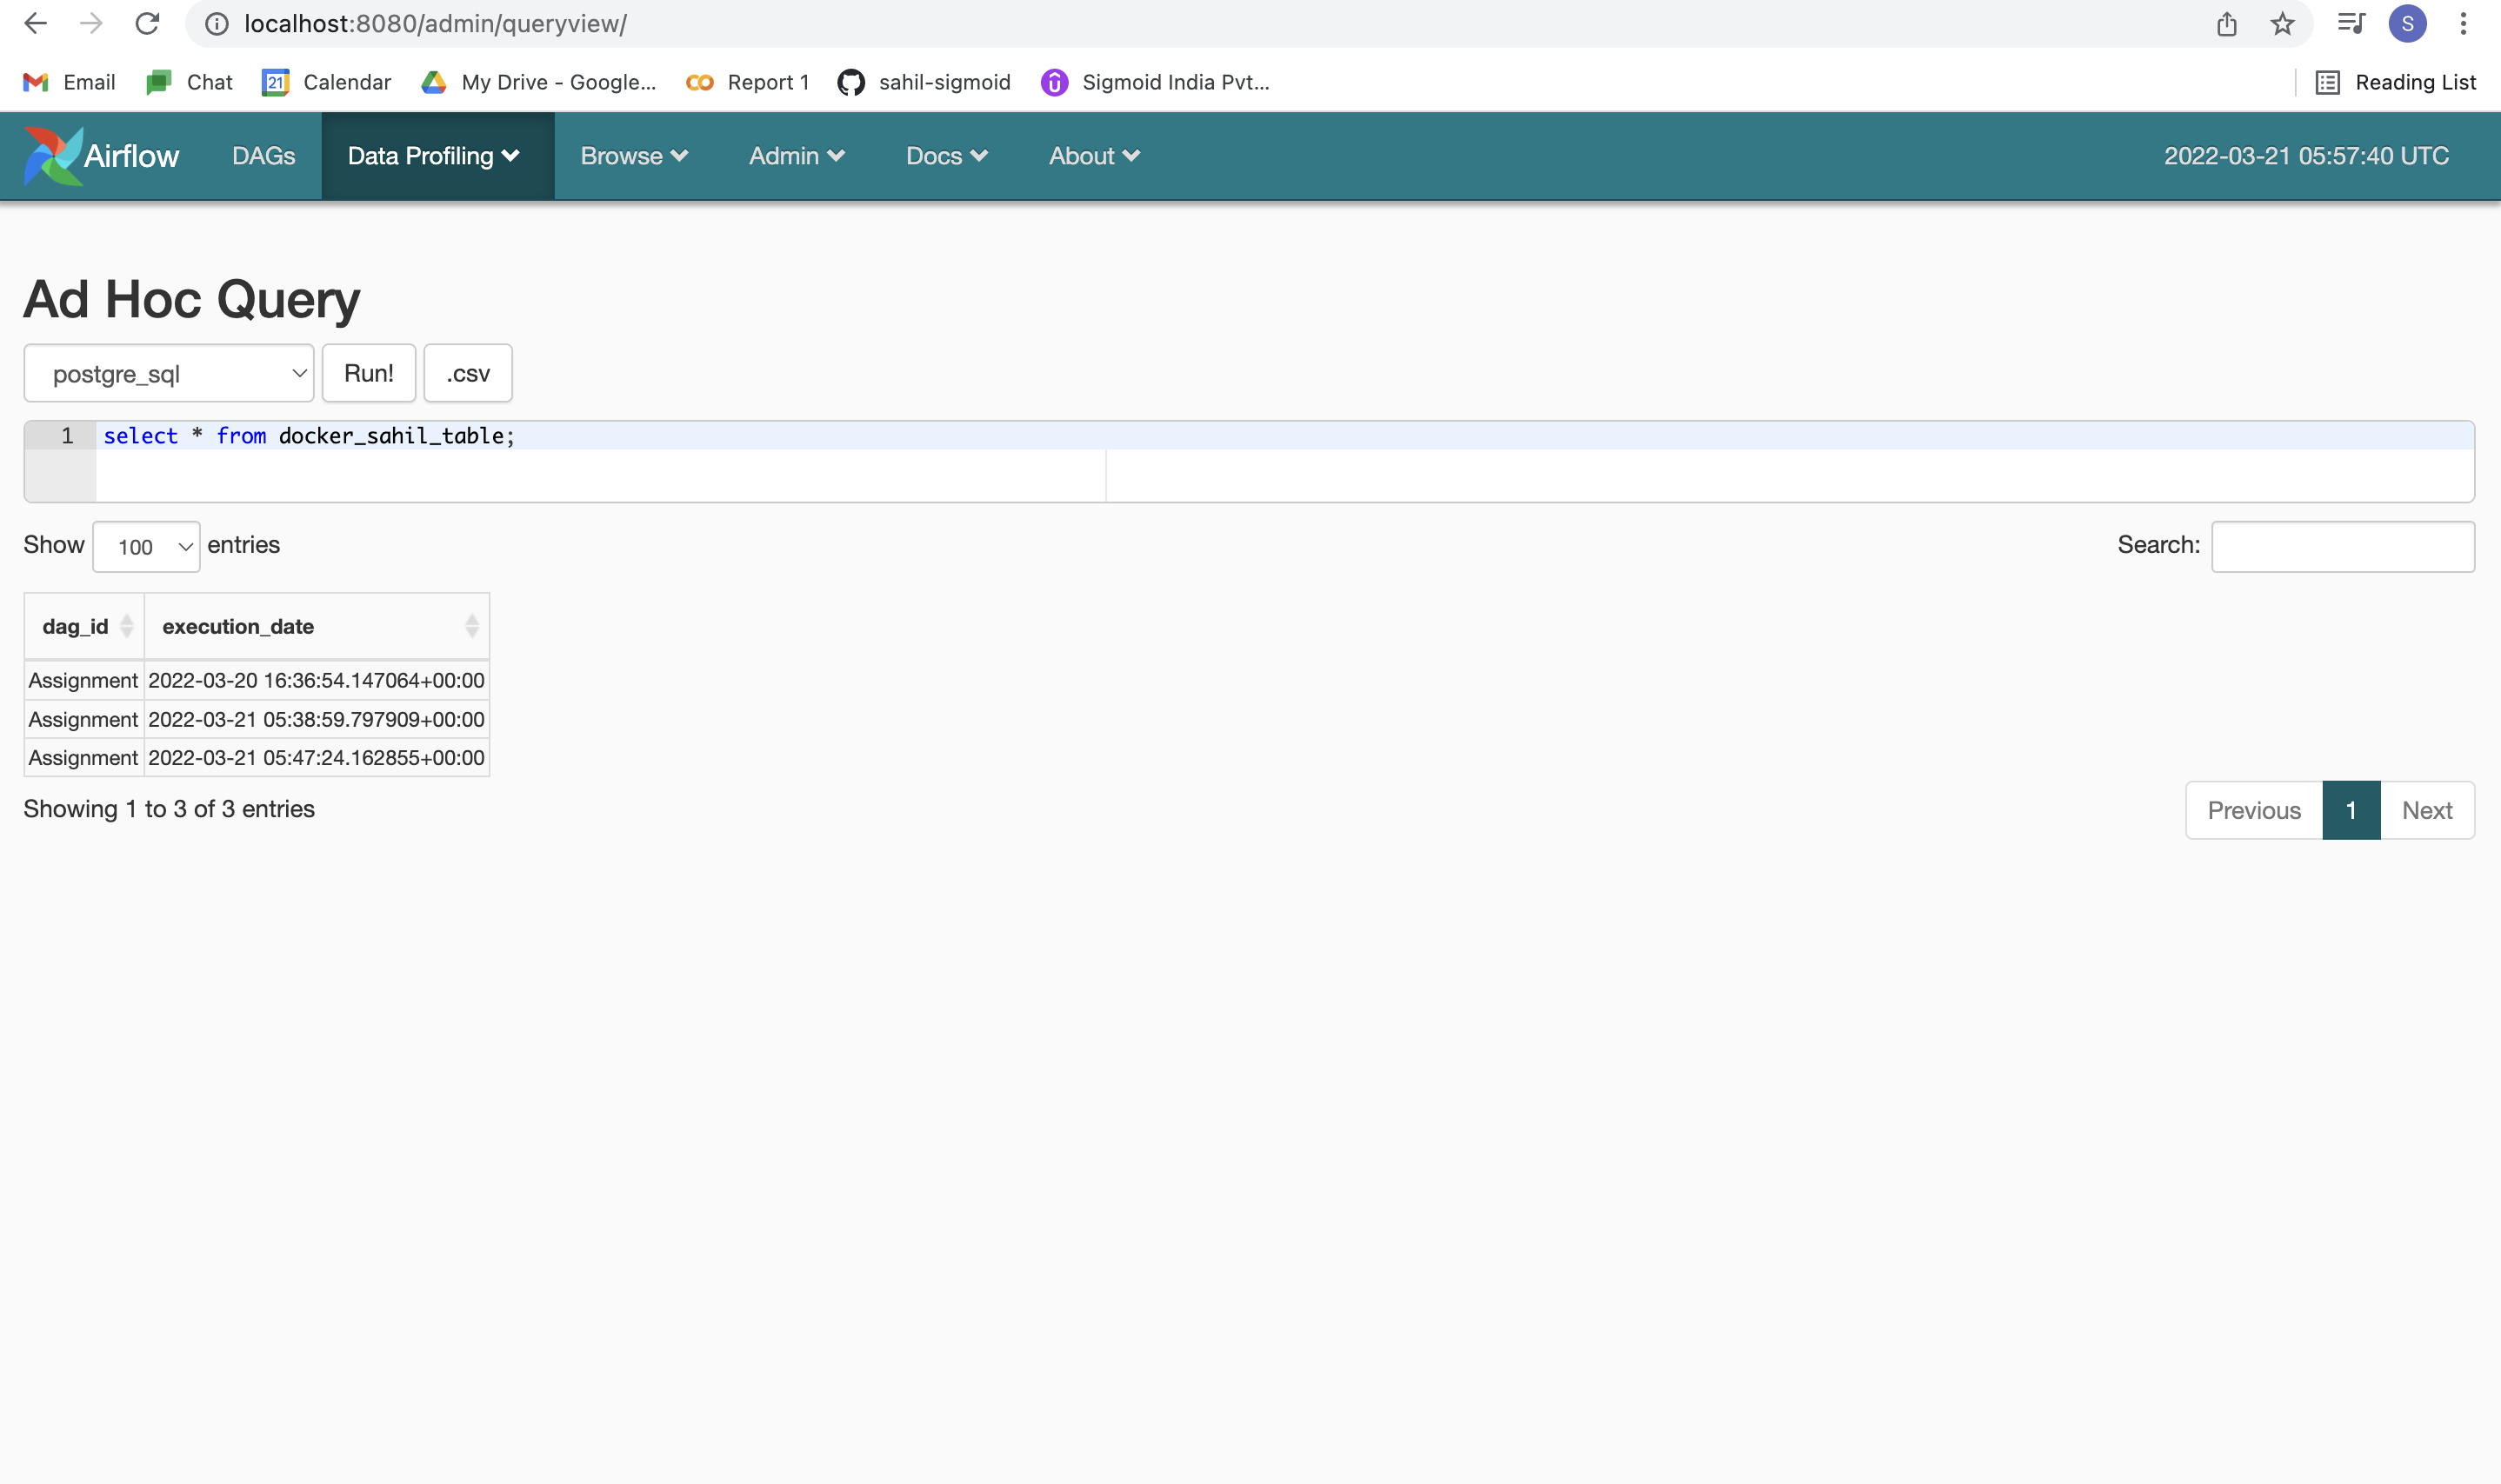 localhost:8080/admin/queryview/
S
Email Chat 21 Calendar My Drive - Google... Report 1 sahil-sigmoid Sigmoid India Pvt... Reading List
Airflow DAGs Data Profiling Browse Admin Docs About 2022-03-21 05:57:40 UTC
Ad Hoc Query
postgre_sql Run! .csv
1 select * from docker_sahil_table;
Show 100 entries Search:
dag_id execution_date
Assignment 2022-03-20 16:36:54.147064+00:00
Assignment 2022-03-21 05:38:59.797909+00:00
Assignment 2022-03-21 05:47:24.162855+00:00
Showing 1 to 3 of 3 entries Previous 1 Next